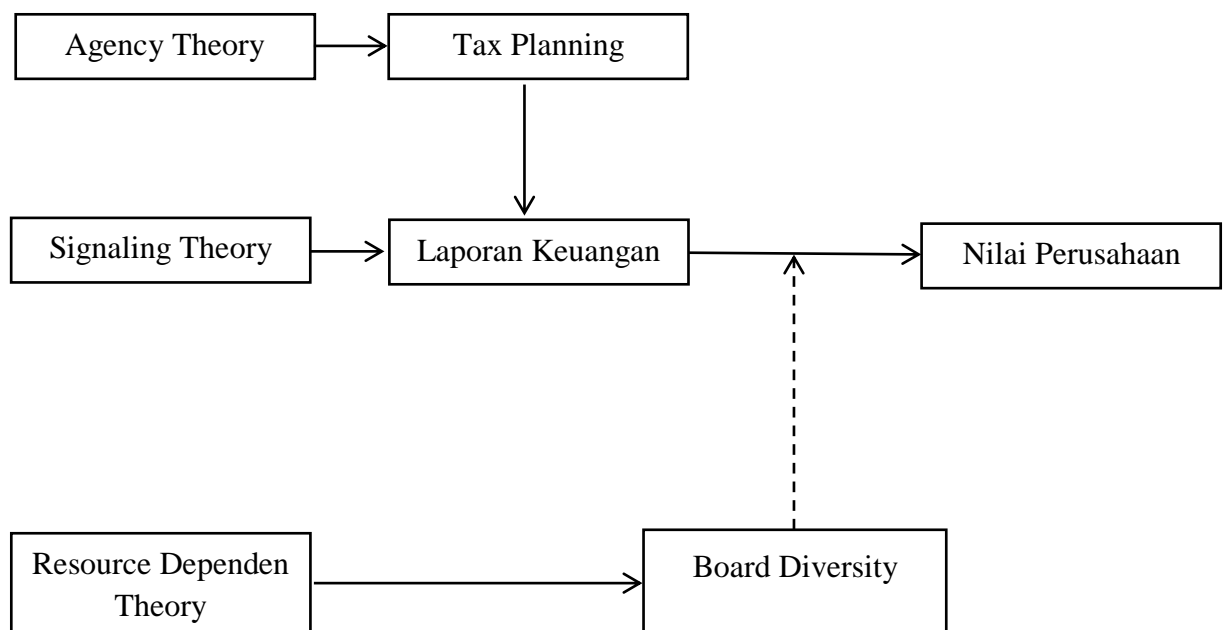 Agency Theory
Tax Planning
Signaling Theory
Laporan Keuangan
Nilai Perusahaan
Resource Dependen
Theory
Board Diversity